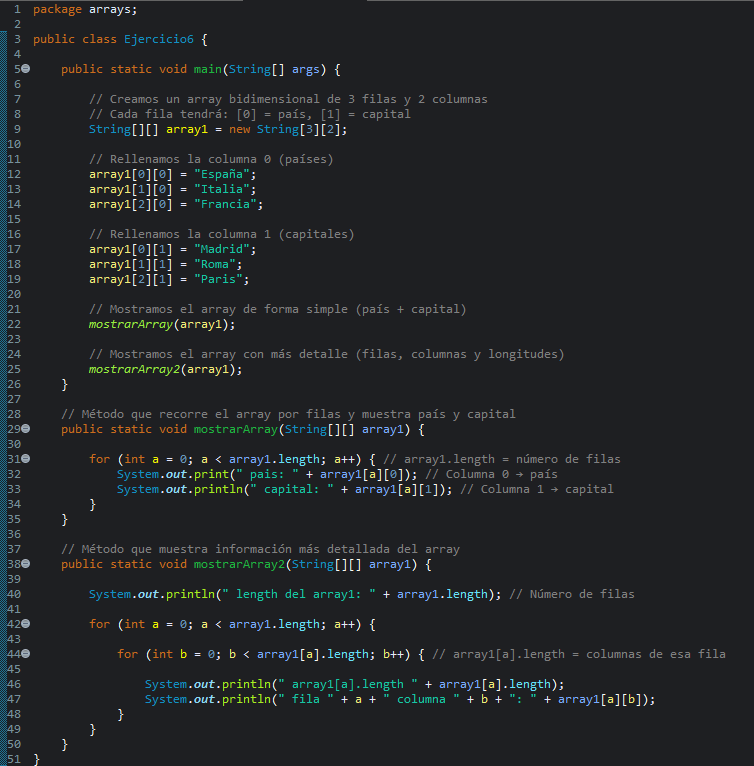 1 package arrays;
2
3 public class Ejercicio6 {
4
5 public static void main(String[] args) {
6
7 // Creamos un array bidimensional de 3 filas y 2 columnas
8 // Cada fila tendrá: [0] = país, [1] = capital
9 String[][] array1 = new String[3][2];
10
11 // Rellenamos la columna 0 (países)
12 array1[0][0] = "España";
13 array1[1][0] = "Italia";
14 array1[2][0] = "Francia";
15
16 // Rellenamos la columna 1 (capitales)
17 array1[0][1] = "Madrid";
18 array1[1][1] = "Roma";
19 array1[2][1] = "Paris";
20
21 // Mostramos el array de forma simple (país + capital)
22 mostrarArray(array1);
23
24 // Mostramos el array con más detalle (filas, columnas y longitudes)
25 mostrarArray2(array1);
26 }
27
28 // Método que recorre el array por filas y muestra país y capital
29 public static void mostrarArray(String[][] array1) {
30
31 for (int a = 0; a < array1.length; a++) { // array1.length = número de filas
32 System.out.print(" pais: " + array1[a][0]); // Columna 0 → país
33 System.out.println(" capital: " + array1[a][1]); // Columna 1 → capital
34 }
35 }
36
37 // Método que muestra información más detallada del array
38 public static void mostrarArray2(String[][] array1) {
39
40 System.out.println(" length del array1: " + array1.length); // Número de filas
41
42 for (int a = 0; a < array1.length; a++) {
43
44 for (int b = 0; b < array1[a].length; b++) { // array1[a].length = columnas de esa fila
45
46 System.out.println(" array1[a].length " + array1[a].length);
47 System.out.println(" fila " + a + " columna " + b + ": " + array1[a][b]);
48 }
49 }
50 }
51 }